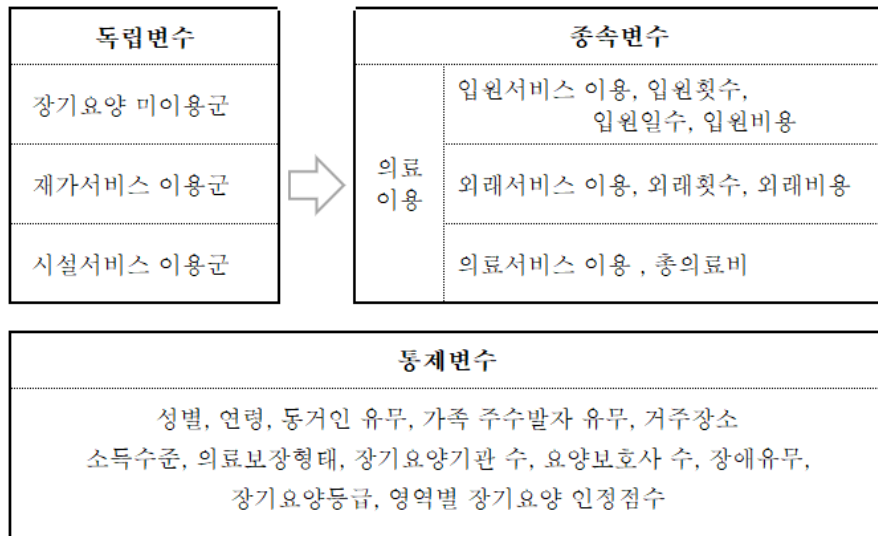 독립변수
장기요양 미이용군
재가서비스 이용군
시설서비스 이용군
종속변수
의료
이용
입원서비스 이용, 입원횟수,
입원일수, 입원비용
외래서비스 이용, 외래횟수, 외래비용
의료서비스 이용 , 총의료비
통제변수
성별, 연령, 동거인 유무, 가족 주수발자 유무, 거주장소
소득수준, 의료보장형태, 장기요양기관 수, 요양보호사 수, 장애유무,
장기요양등급, 영역별 장기요양 인정점수